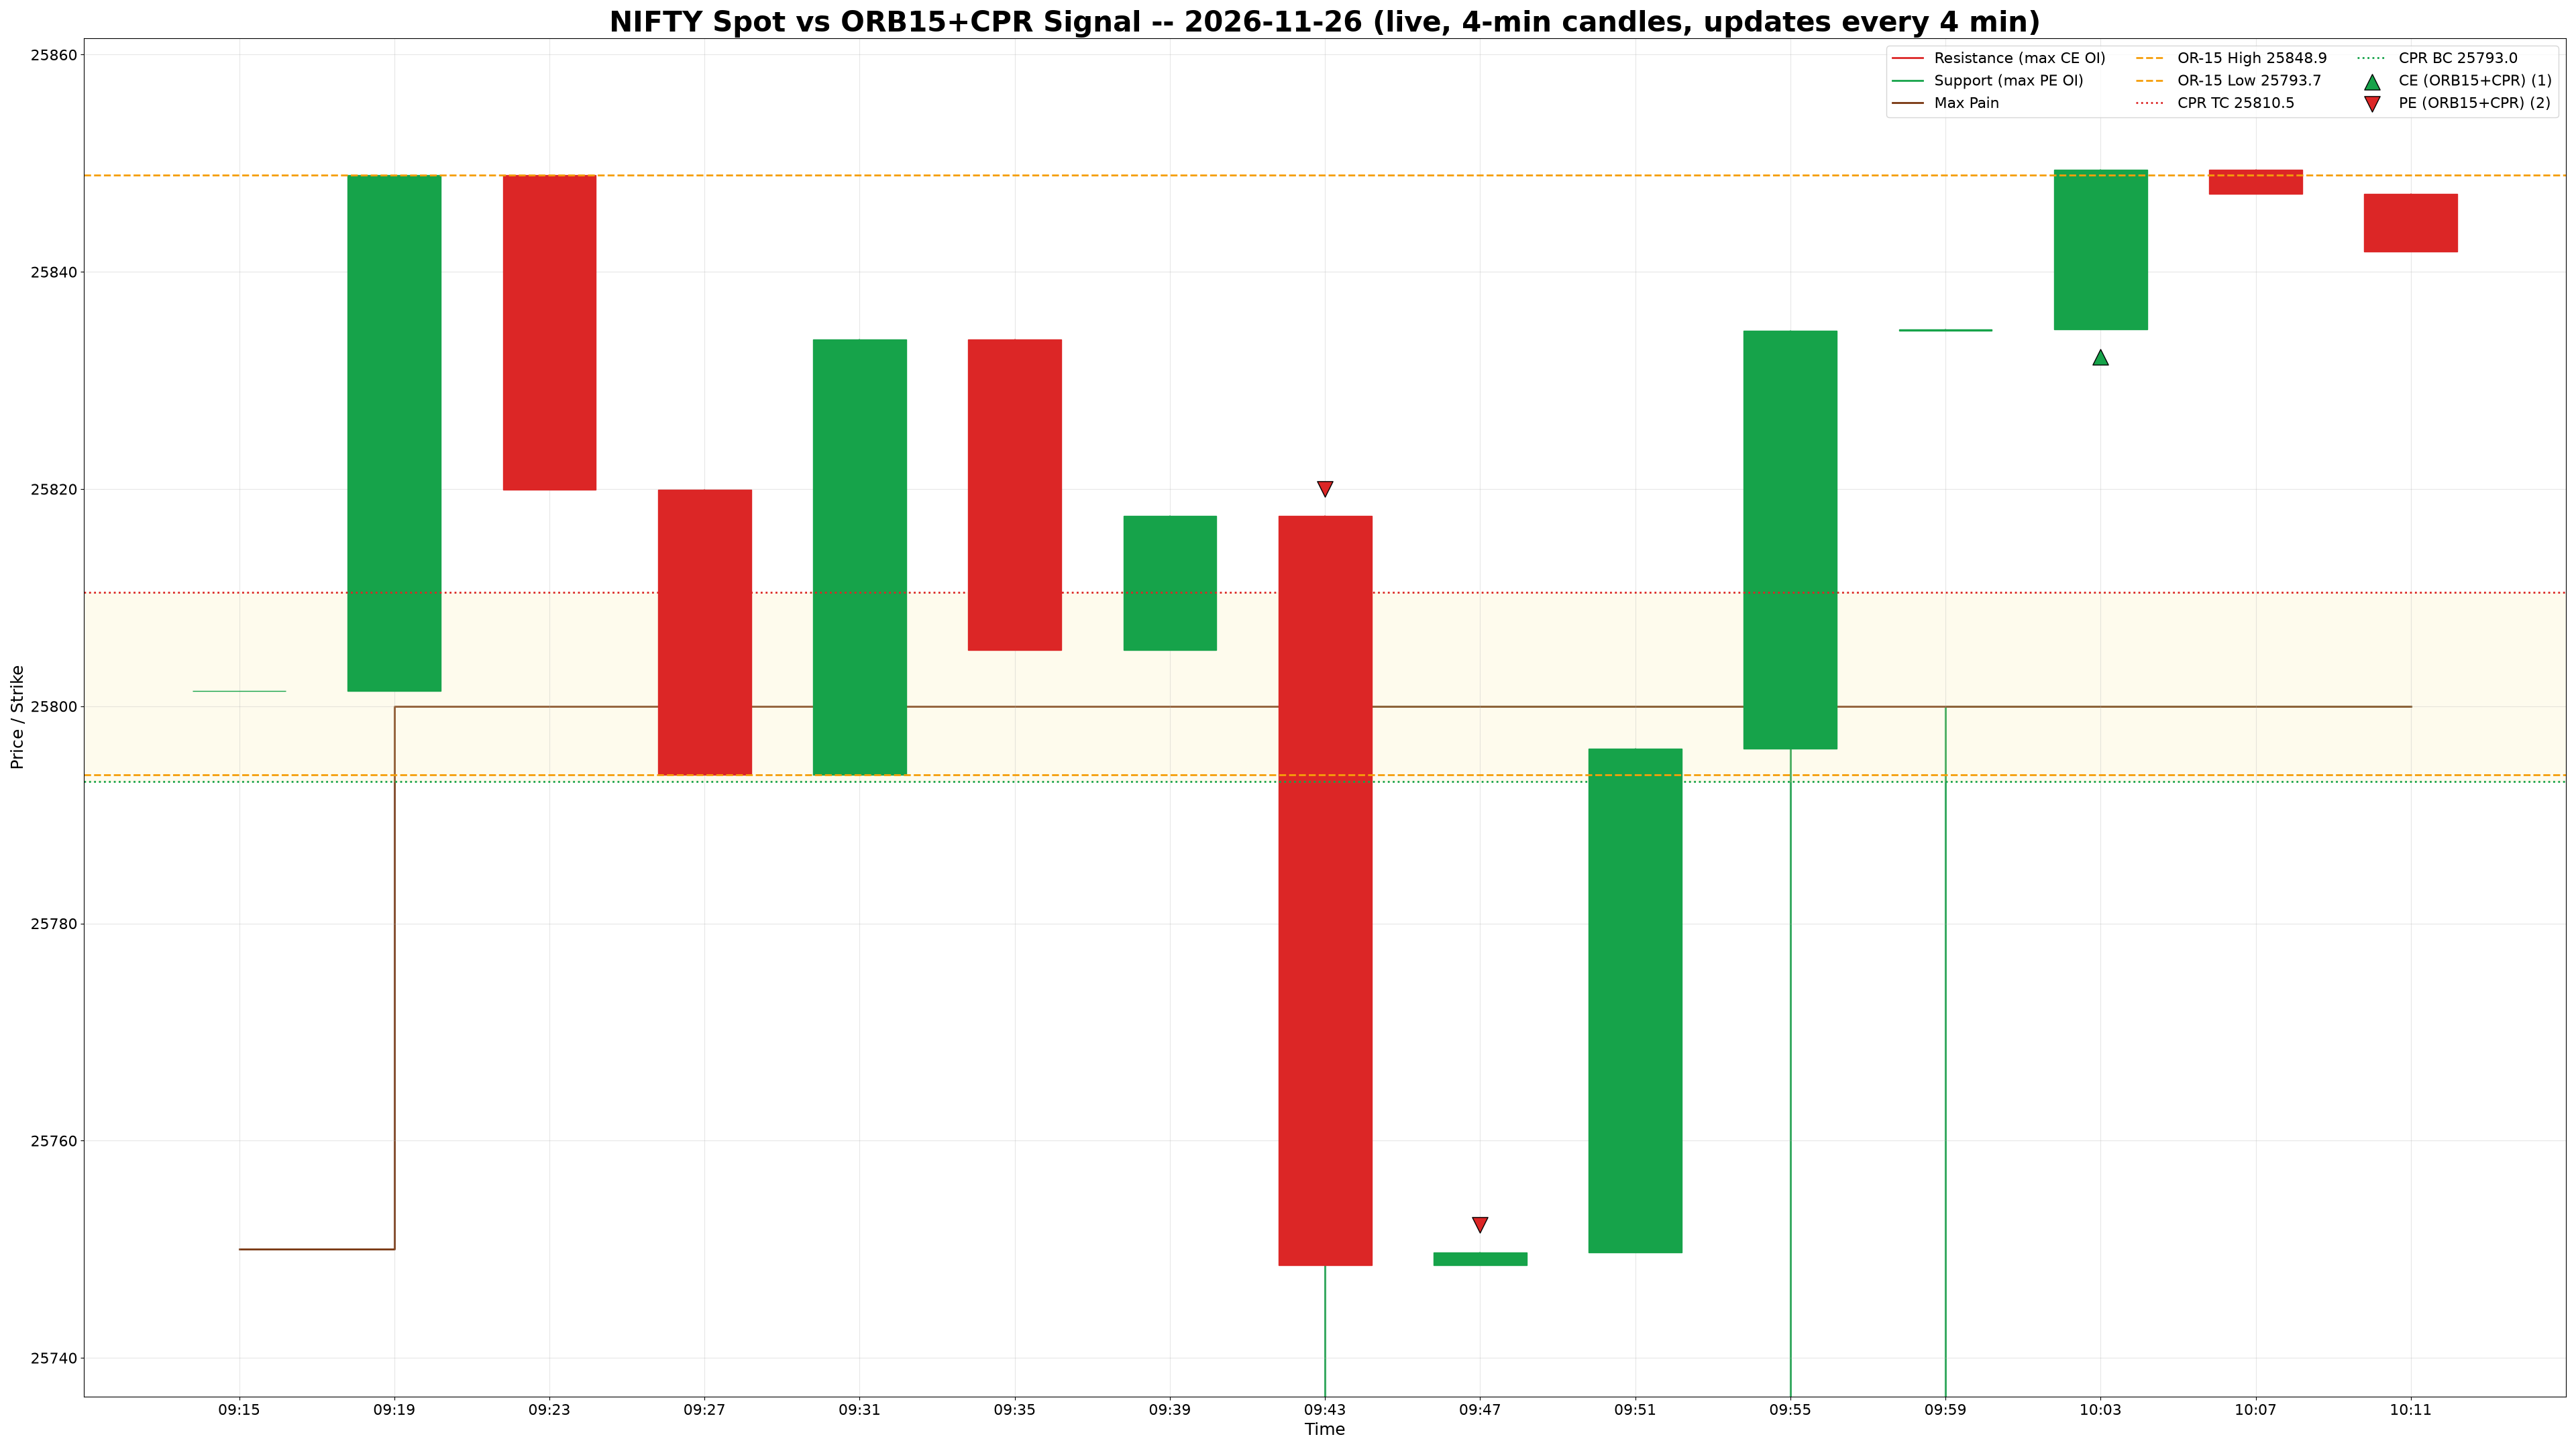 NIFTY Spot vs ORB15+CPR Signal -- 2026-11-26 (live, 4-min candles, updates every 4 min)
Resistance (max CE OI)
Support (max PE OI)
Max Pain
OR-15 High 25848.9
OR-15 Low 25793.7
CPR TC 25810.5
CPR BC 25793.0
CE (ORB15+CPR) (1)
PE (ORB15+CPR) (2)
Price / Strike
25860
25840
25820
25800
25780
25760
25740
09:15 09:19 09:23 09:27 09:31 09:35 09:39 09:43 09:47 09:51 09:55 09:59 10:03 10:07 10:11
Time